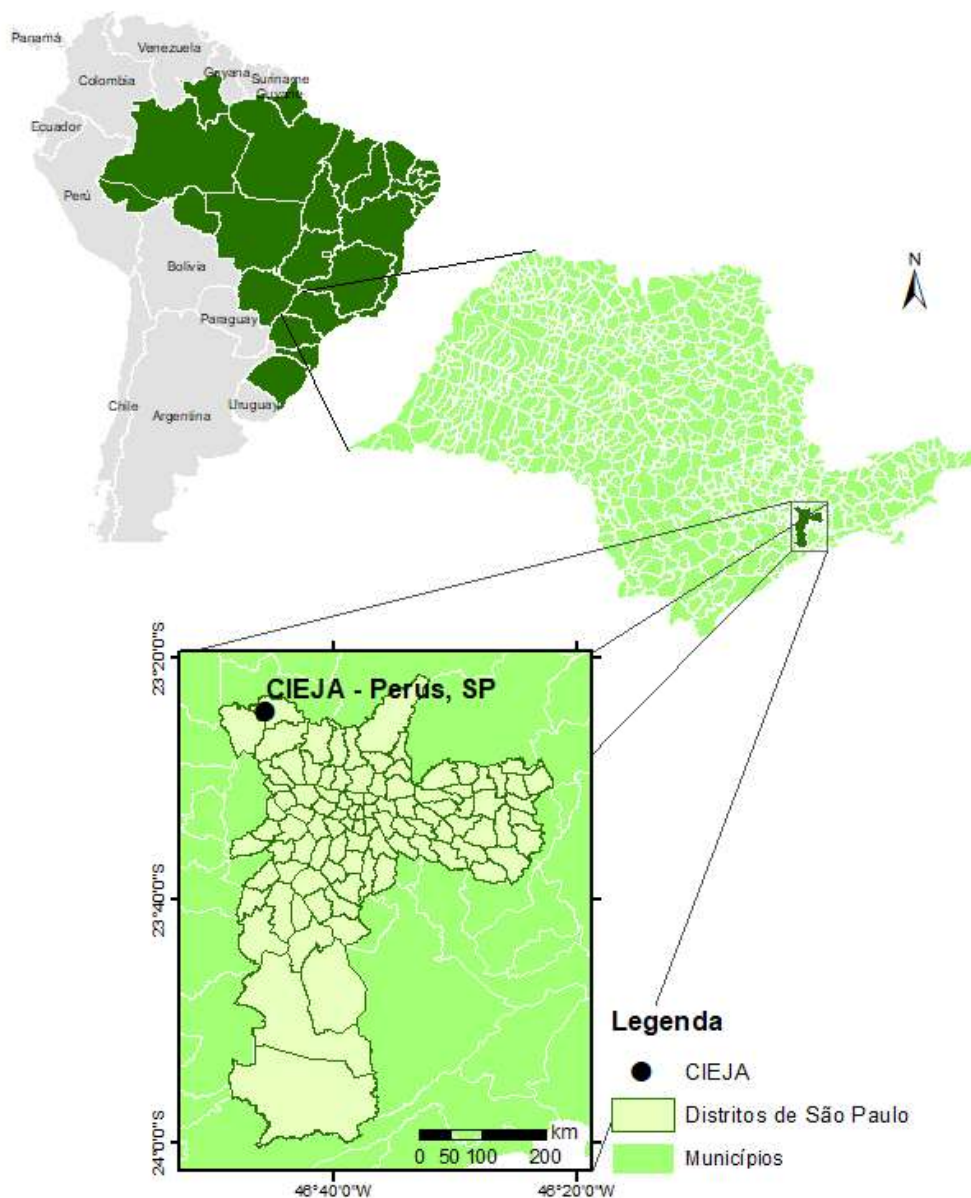 Panamá
Venezuela
Guyana
Suriname
Guyane
Colombia
Ecuador
Perú
Bolivia
Paraguay
Chile
Argentina
Uruguay
N
23°20'0"S
23°40'0"S
24°0'0"S
CIEJA - Perus, SP
km
0 50 100 200
46°40'0"W 46°20'0"W
Legenda
CIEJA
Distritos de São Paulo
Municípios